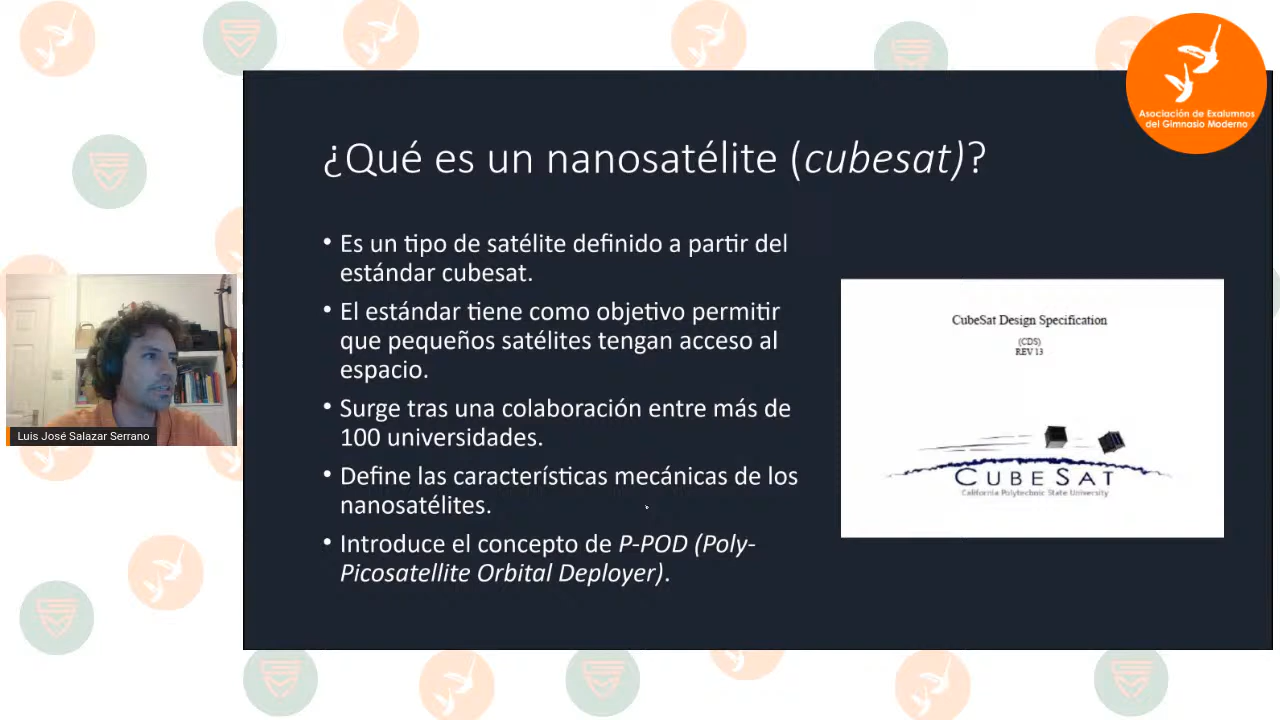 Asociación de Exalumnos
del Gimnasio Moderno
¿Qué es un nanosatélite (cubesat)?
• Es un tipo de satélite definido a partir del
estándar cubesat.
• El estándar tiene como objetivo permitir
que pequeños satélites tengan acceso al
espacio.
• Surge tras una colaboración entre más de
100 universidades.
• Define las características mecánicas de los
nanosatélites.
• Introduce el concepto de P-POD (Poly-
Picosatellite Orbital Deployer).
CubeSat Design Specification
(CDS)
REV 13
CUBESAT
California Polytechnic State University
Luis José Salazar Serrano